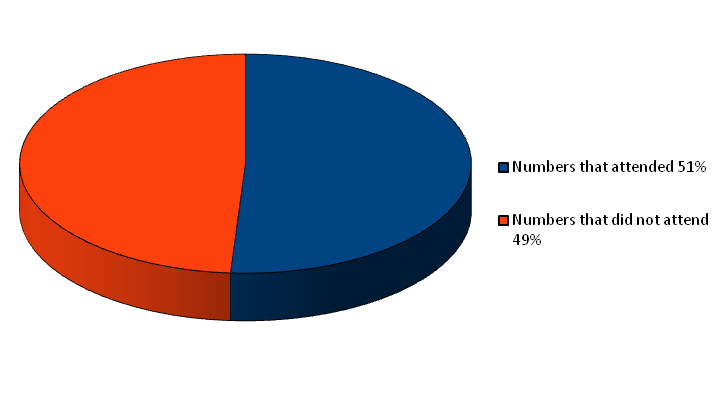 Numbers that attended 51%
Numbers that did not attend
49%